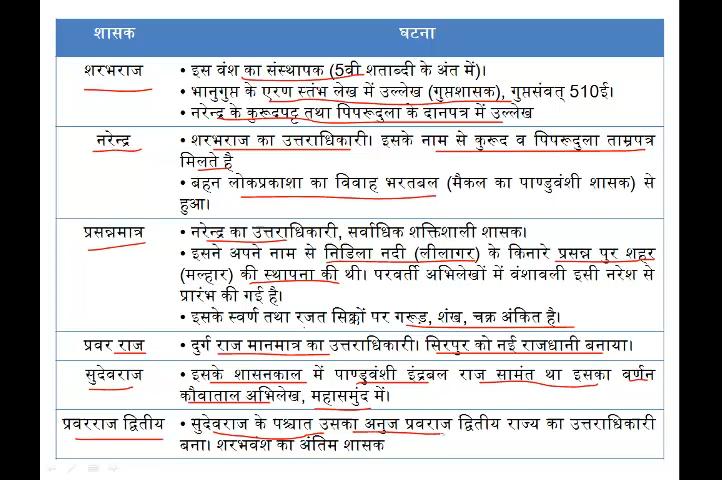 शासक घटना
शरभराज • इस वंश का संस्थापक (5वी शताब्दी के अंत में)।
• भानुगुप्त के एरण स्तंभ लेख में उल्लेख (गुप्तशासक), गुप्तसंवत् 510ई।
• नरेन्द्र के कुरूदपट्ट तथा पिपरूदुला के दानपत्र में उल्लेख
नरेन्द्र • शरभराज का उत्तराधिकारी। इसके नाम से कुरूद व पिपरूदुला ताम्रपत्र
मिलते है
• बहन लोकप्रकाशा का विवाह भरतबल (मैकल का पाण्डुवंशी शासक) से
हुआ।
प्रसन्नमात्र • नरेन्द्र का उत्तराधिकारी, सर्वाधिक शक्तिशाली शासक।
• इसने अपने नाम से निडिला नदी (लीलागर) के किनारे प्रसन्न पुर शहर
(मल्हार) की स्थापना की थी। परवर्ती अभिलेखों में वंशावली इसी नरेश से
प्रारंभ की गई है।
• इसके स्वर्ण तथा रजत सिक्कों पर गरूड़, शंख, चक्र अंकित है।
प्रवर राज • दुर्ग राज मानमात्र का उत्तराधिकारी। सिरपुर को नई राजधानी बनाया।
सुदेवराज • इसके शासनकाल में पाण्डुवंशी इंद्रबल राज सामंत था इसका वर्णन
कौवाताल अभिलेख, महासमुंद में।
प्रवरराज द्वितीय • सुदेवराज के पश्चात उसका अनुज प्रवराज द्वितीय राज्य का उत्तराधिकारी
बना। शरभवंश का अंतिम शासक